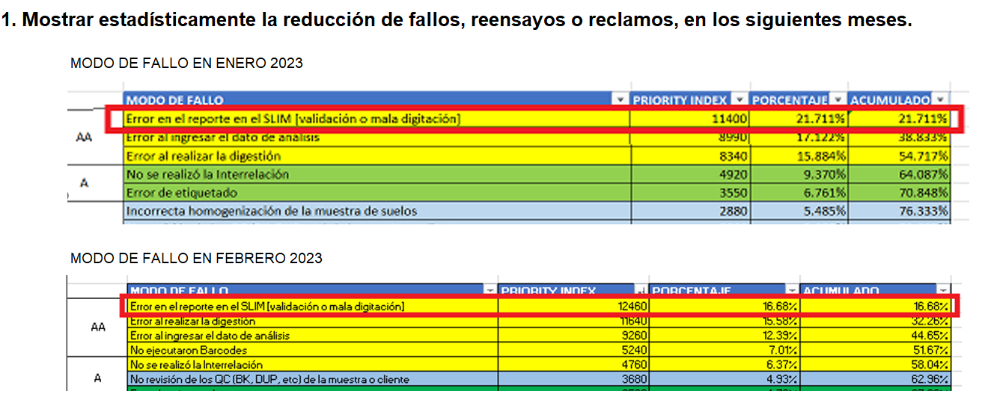 1. Mostrar estadísticamente la reducción de fallos, reensayos o reclamos, en los siguientes meses.
MODO DE FALLO EN ENERO 2023
MODO DE FALLO PRIORITY INDEX PORCENTAJE ACUMULADO
Error en el reporte en el SLIM [validación o mala digitación] 11400 21.711% 21.711%
AA Error al ingresar el dato de análisis 8990 17.122% 38.833%
Error al realizar la digestión 8340 15.884% 54.717%
A No se realizó la Interrelación 4920 9.370% 64.087%
Error de etiquetado 3550 6.761% 70.848%
Incorrecta homogenización de la muestra de suelos 2880 5.485% 76.333%
MODO DE FALLO EN FEBRERO 2023
MODO DE FALLO PRIORITY INDEX PORCENTAJE ACUMULADO
Error en el reporte en el SLIM [validación o mala digitación] 12460 16.68% 16.68%
AA Error al realizar la digestión 11640 15.58% 32.26%
Error al ingresar el dato de análisis 9260 12.39% 44.65%
No ejecutaron Barcodes 5240 7.01% 51.67%
No se realizó la Interrelación 4760 6.37% 58.04%
A No revisión de los QC (BK, DUP, etc) de la muestra o cliente 3680 4.93% 62.96%